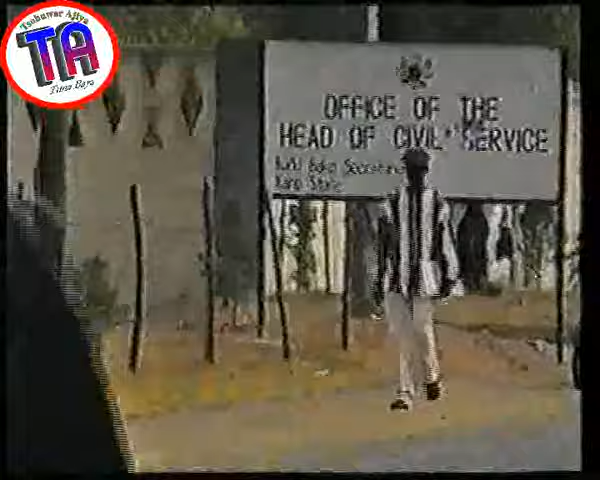 Tsohuwar Ajiya
TA
Tuna Baya
OFFICE OF THE
HEAD OF CIVIL SERVICE
Kano State